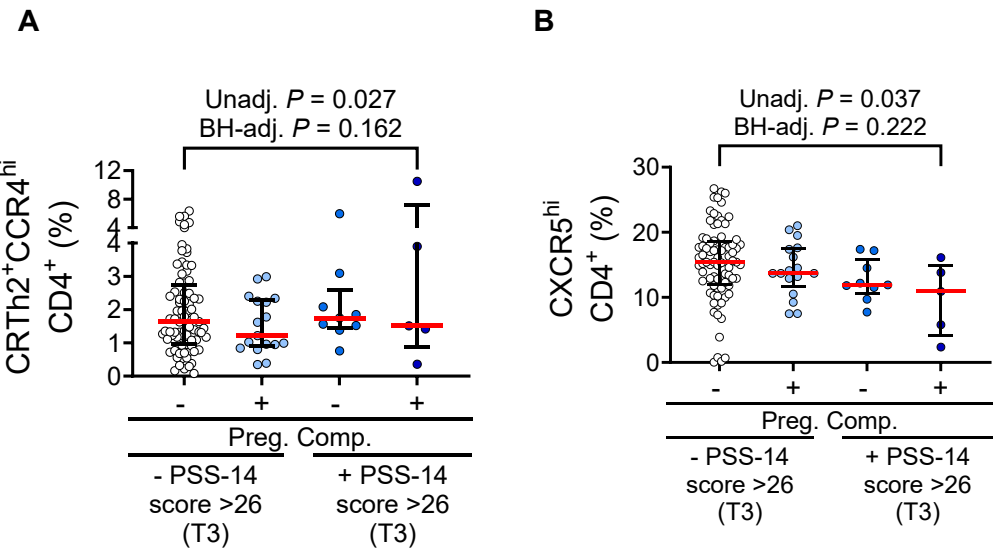 A
Unadj. P = 0.027
BH-adj. P = 0.162
CRTh2⁺CCR4ʰⁱ
CD4⁺ (%)
12
8
4
4
3
2
1
0
-
+
-
+
Preg. Comp.
- PSS-14
score >26
(T3)
+ PSS-14
score >26
(T3)
B
Unadj. P = 0.037
BH-adj. P = 0.222
CXCR5ʰⁱ
CD4⁺ (%)
30
20
10
0
-
+
-
+
Preg. Comp.
- PSS-14
score >26
(T3)
+ PSS-14
score >26
(T3)